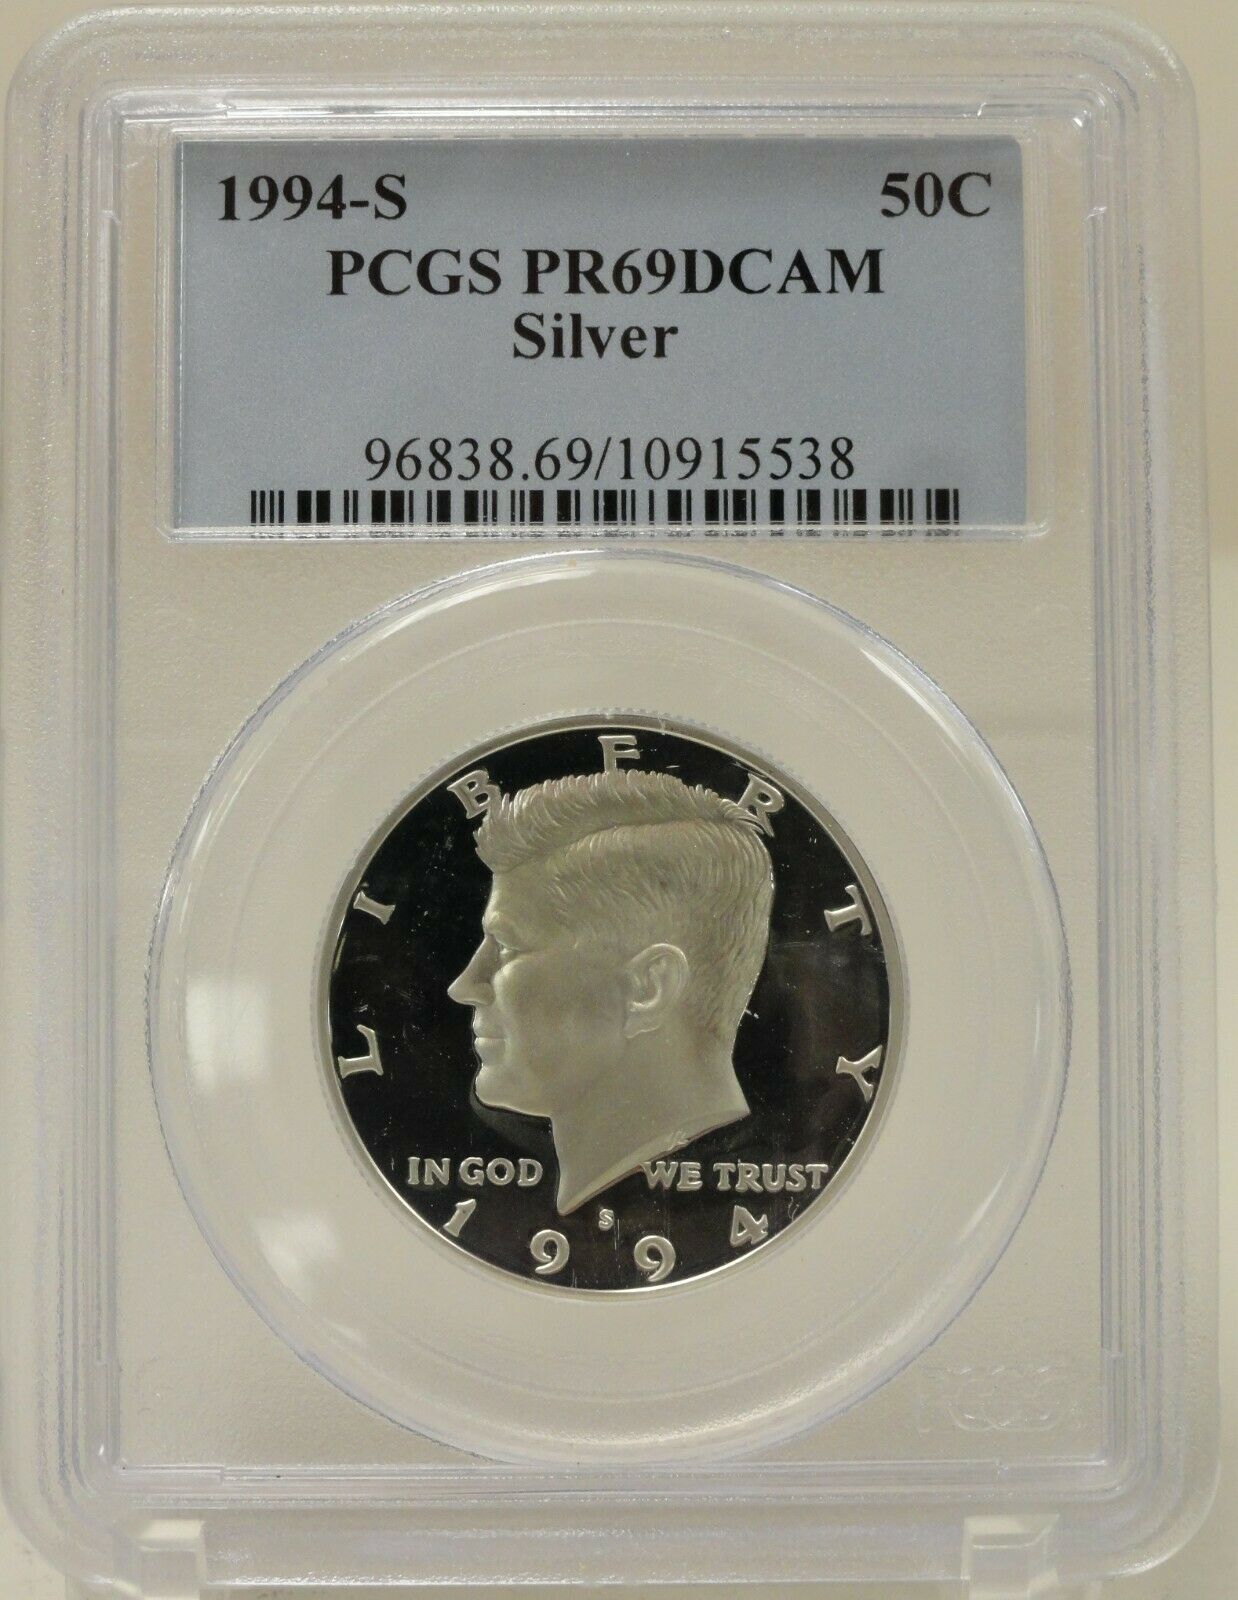 1994-S 50C
PCGS PR69DCAM
Silver
96838.69/10915538
LIBERTY
IN GOD WE TRUST
S
1994